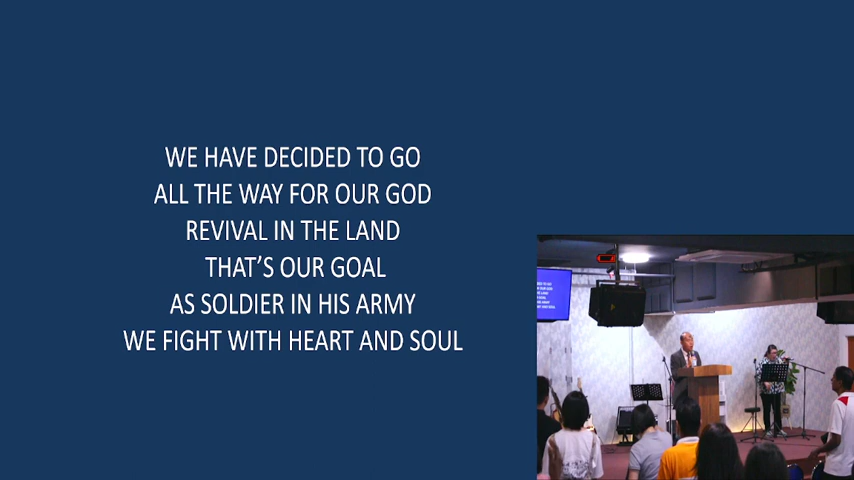 WE HAVE DECIDED TO GO
ALL THE WAY FOR OUR GOD
REVIVAL IN THE LAND
THAT'S OUR GOAL
AS SOLDIER IN HIS ARMY
WE FIGHT WITH HEART AND SOUL